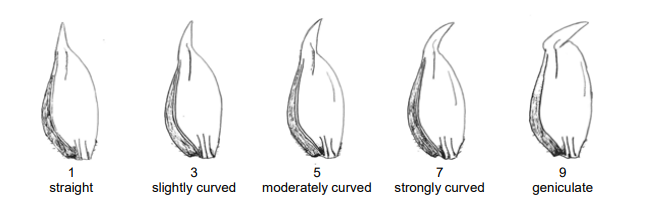 1 3 5 7 9
straight slightly curved moderately curved strongly curved geniculate